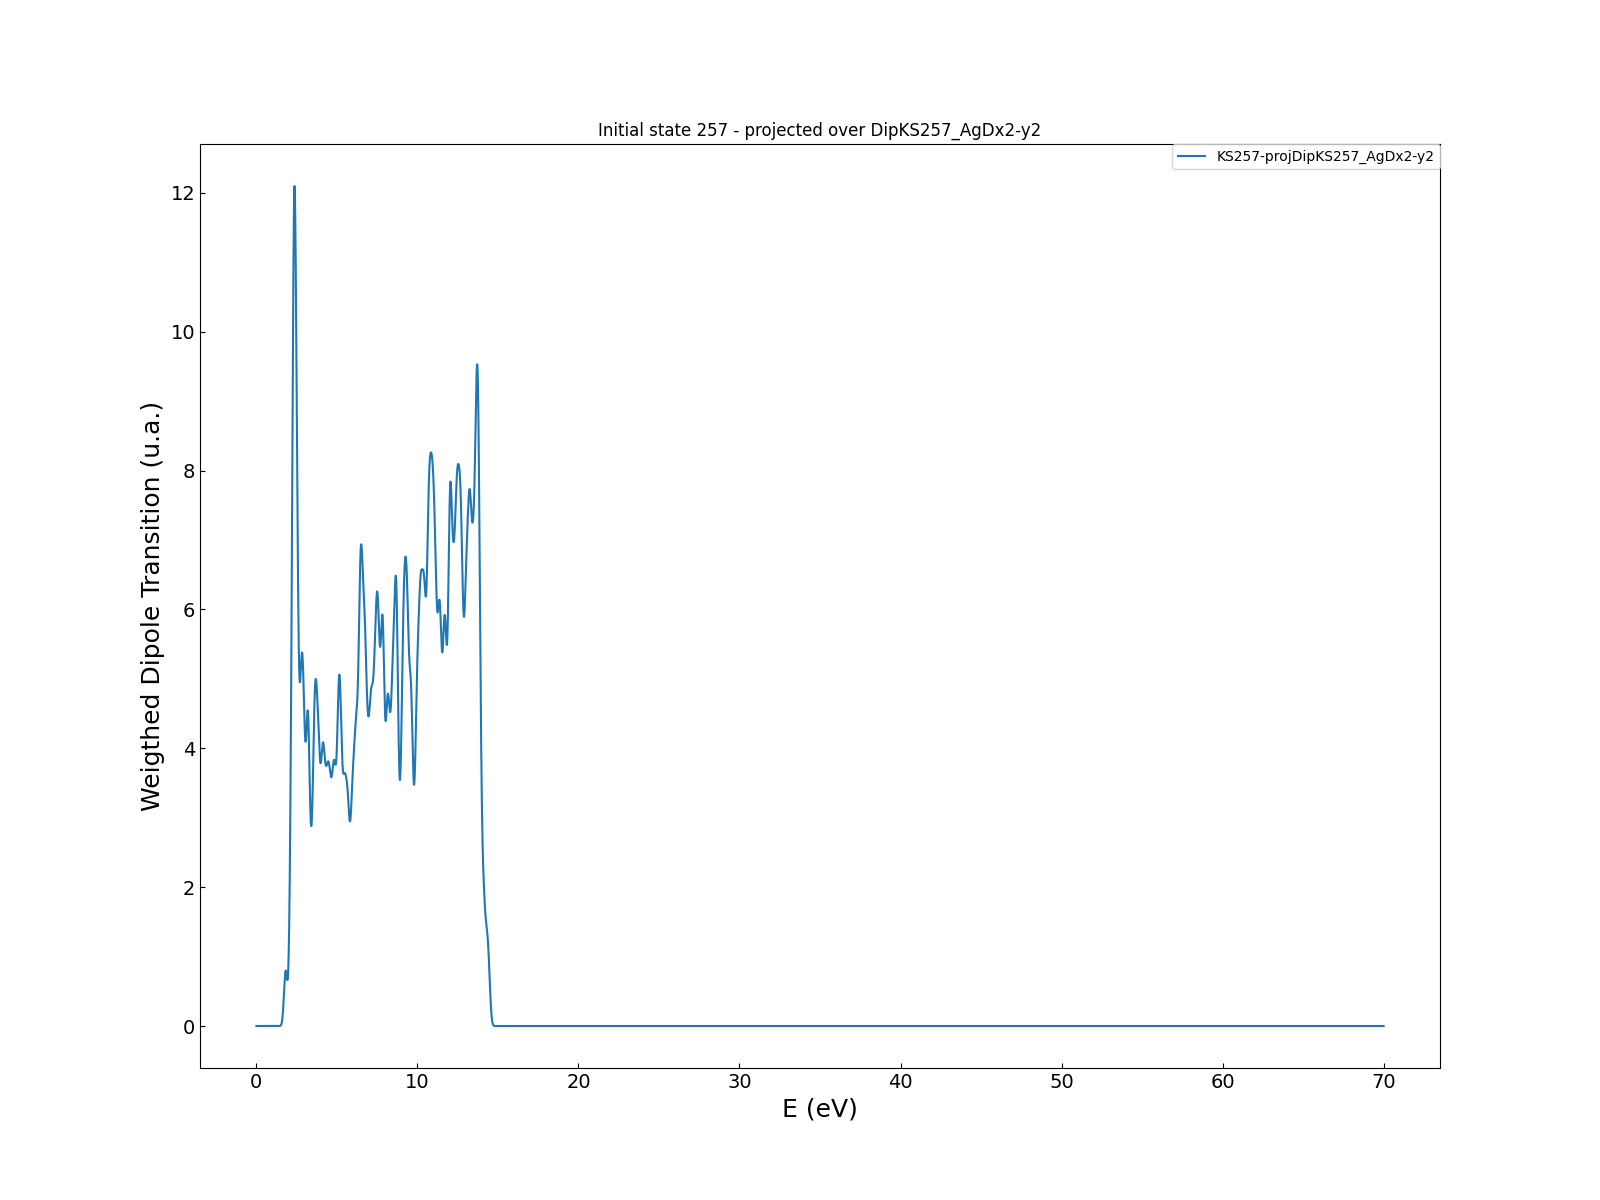 Initial state 257 - projected over DipKS257_AgDx2-y2
KS257-projDipKS257_AgDx2-y2
Weigthed Dipole Transition (u.a.)
12
10
8
6
4
2
0
0 10 20 30 40 50 60 70
E (eV)